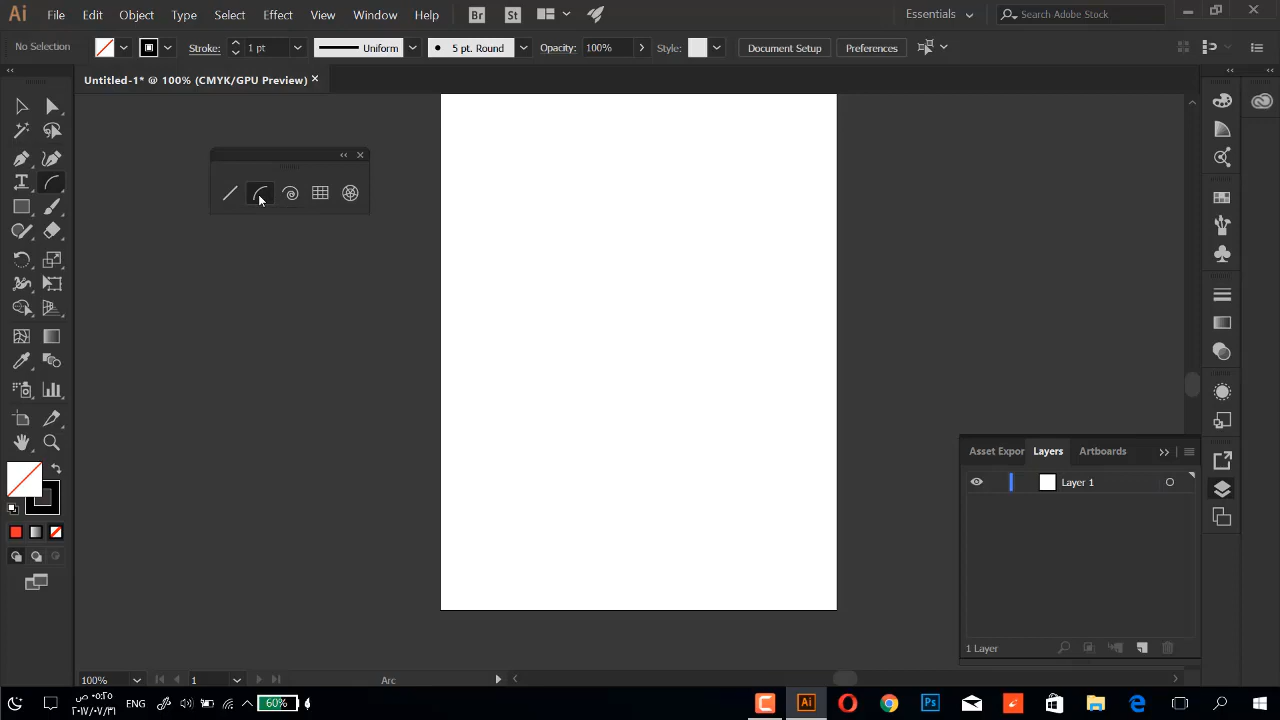 Ai File Edit Object Type Select Effect View Window Help Br St Essentials Search Adobe Stock
No Selection Stroke: 1 pt Uniform 5 pt. Round Opacity: 100% Style: Document Setup Preferences
Untitled-1* @ 100% (CMYK/GPU Preview)
Asset Expor Layers Artboards
Layer 1
1 Layer
100% 1 Arc
ENG 60% Ai Ps